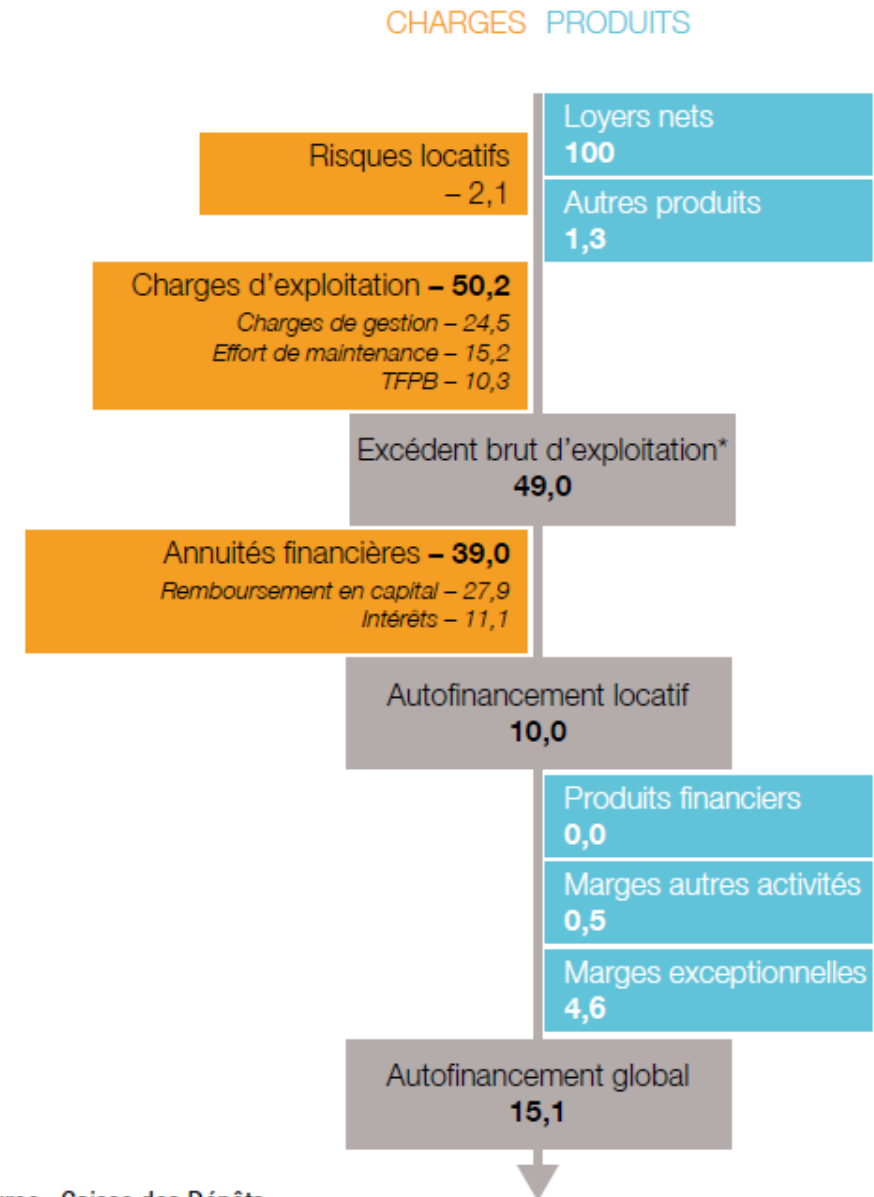 CHARGES PRODUITS
Loyers nets
100
Risques locatifs
– 2,1
Autres produits
1,3
Charges d’exploitation – 50,2
Charges de gestion – 24,5
Effort de maintenance – 15,2
TFPB – 10,3
Excédent brut d’exploitation*
49,0
Annuités financières – 39,0
Remboursement en capital – 27,9
Intérêts – 11,1
Autofinancement locatif
10,0
Produits financiers
0,0
Marges autres activités
0,5
Marges exceptionnelles
4,6
Autofinancement global
15,1